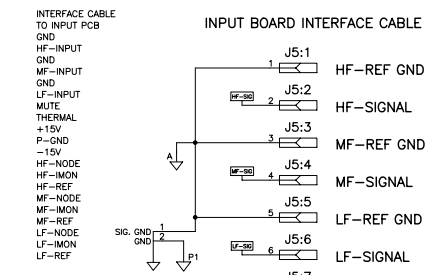 INTERFACE CABLE
TO INPUT PCB
GND
HF-INPUT
GND
MF-INPUT
GND
LF-INPUT
MUTE
THERMAL
+15V
P-GND
-15V
HF-NODE
HF-IMON
HF-REF
MF-NODE
MF-IMON
MF-REF
LF-NODE
LF-IMON
LF-REF
INPUT BOARD INTERFACE CABLE
J5:1
1 HF-REF GND
J5:2
HF-SIG 2 HF-SIGNAL
J5:3
3 MF-REF GND
A
J5:4
MF-SIG 4 MF-SIGNAL
J5:5
5 LF-REF GND
SIG. GND 1
GND 2
J5:6
LF-SIG 6 LF-SIGNAL
P1
J5:7